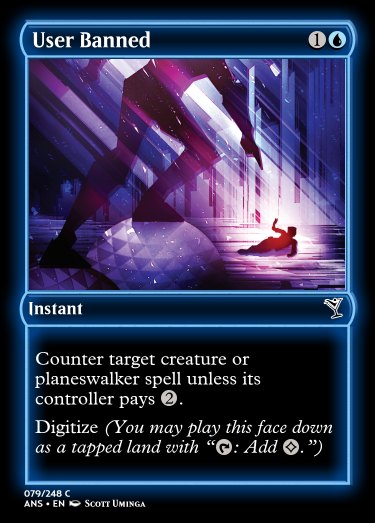 User Banned 1
Instant
Counter target creature or
planeswalker spell unless its
controller pays 2.
Digitize (You may play this face down
as a tapped land with “: Add .”)
079/248 C
ANS • EN Scott Uminga